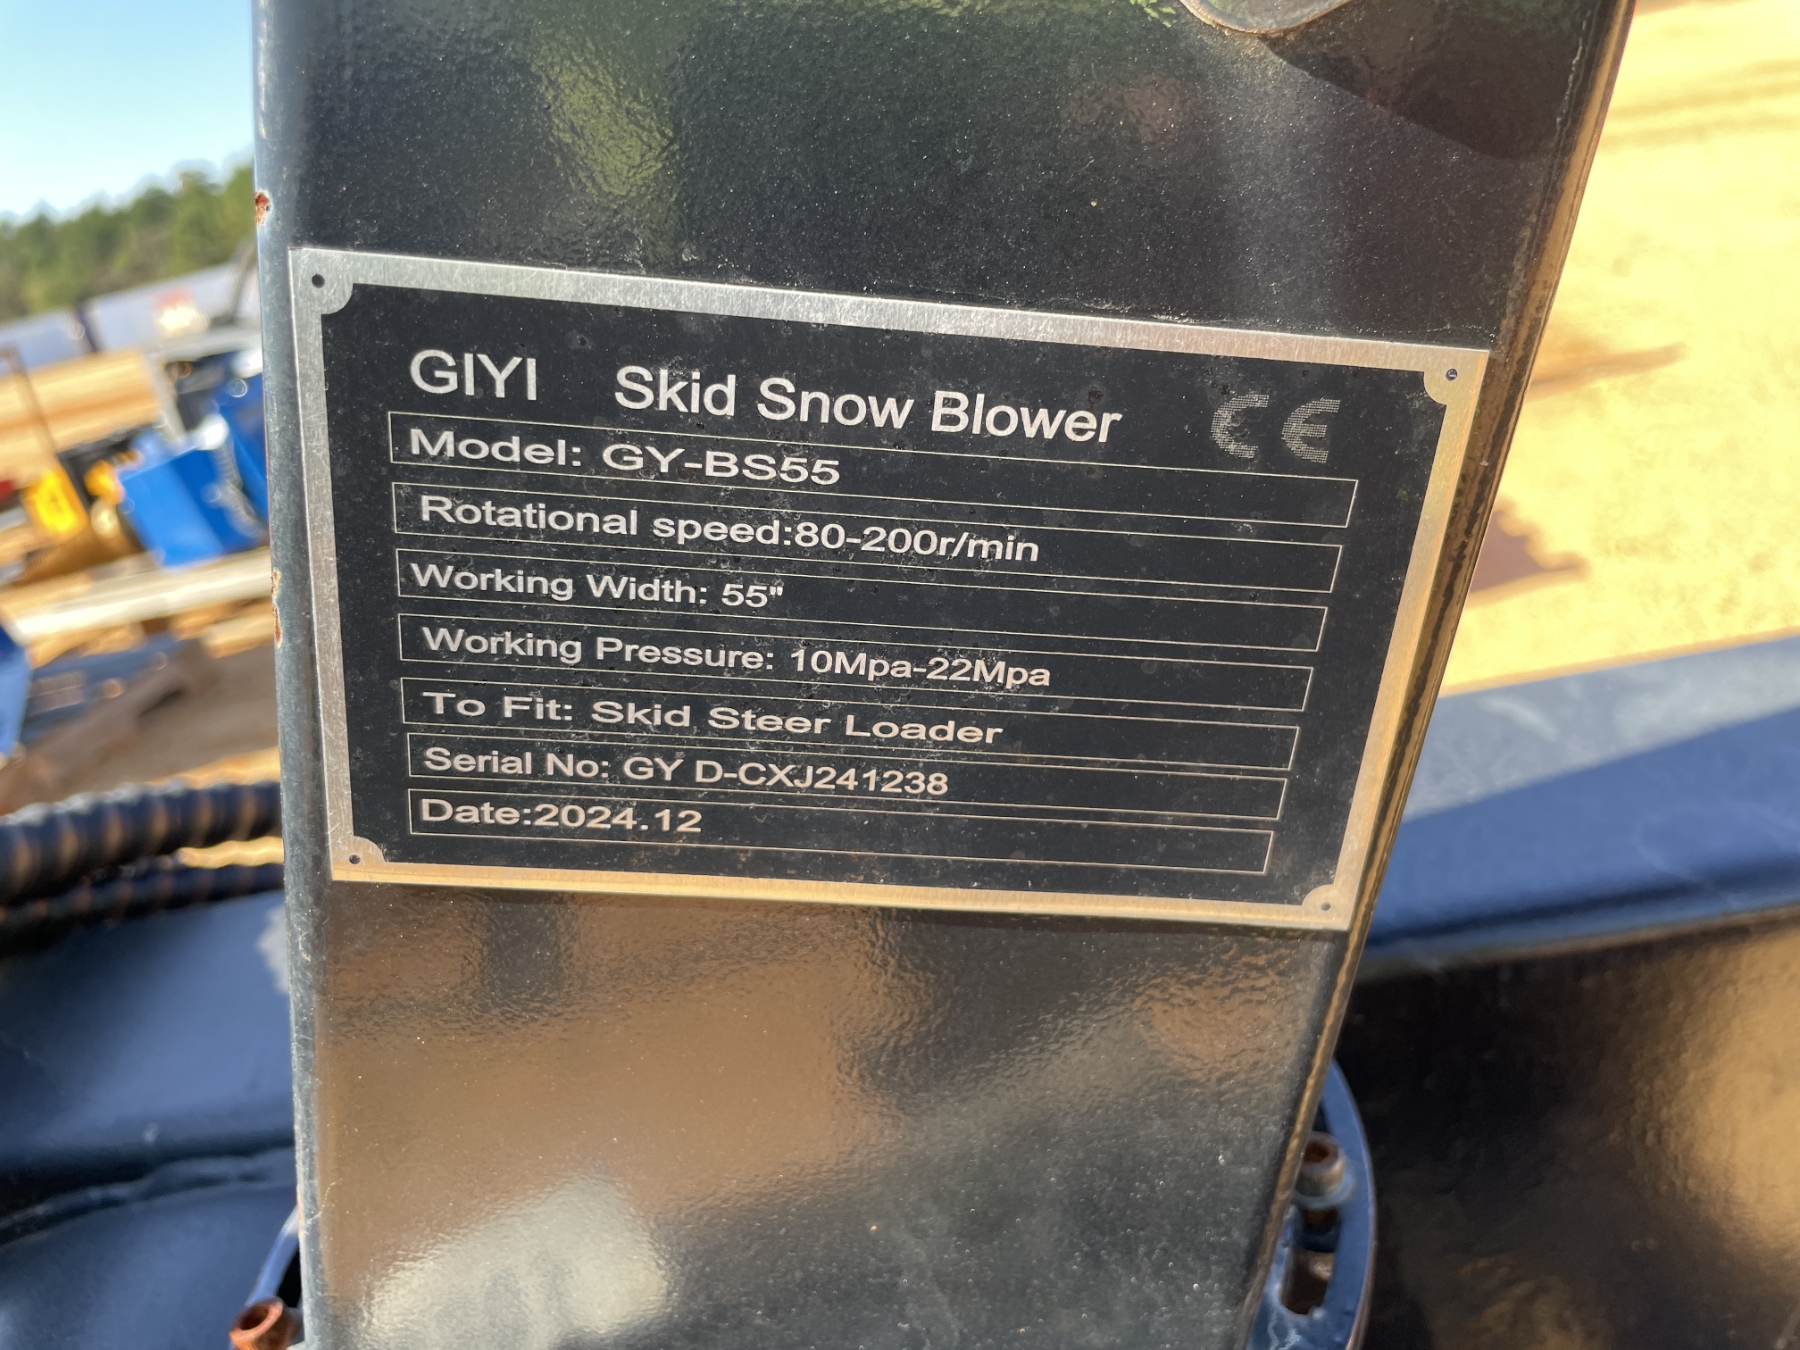 GIYI Skid Snow Blower CE
Model: GY-BS55
Rotational speed:80-200r/min
Working Width: 55"
Working Pressure: 10Mpa-22Mpa
To Fit: Skid Steer Loader
Serial No: GY D-CXJ241238
Date:2024.12